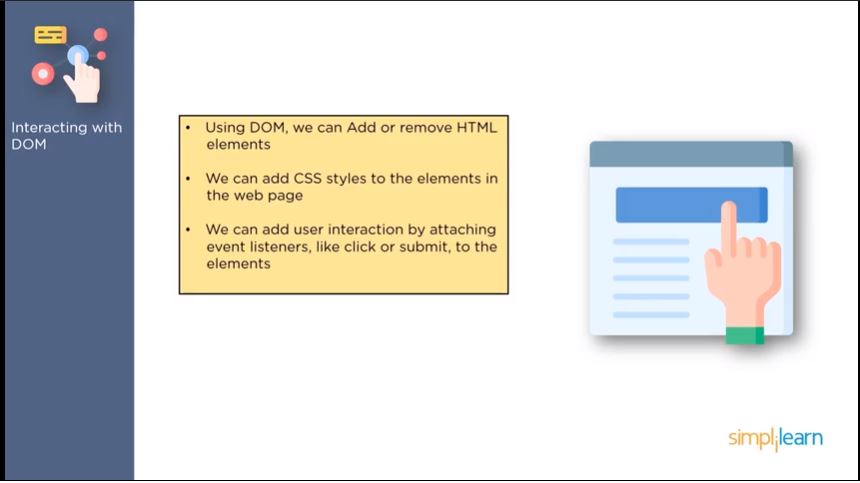 Interacting with
DOM
• Using DOM, we can Add or remove HTML
elements
• We can add CSS styles to the elements in
the web page
• We can add user interaction by attaching
event listeners, like click or submit, to the
elements
simplilearn